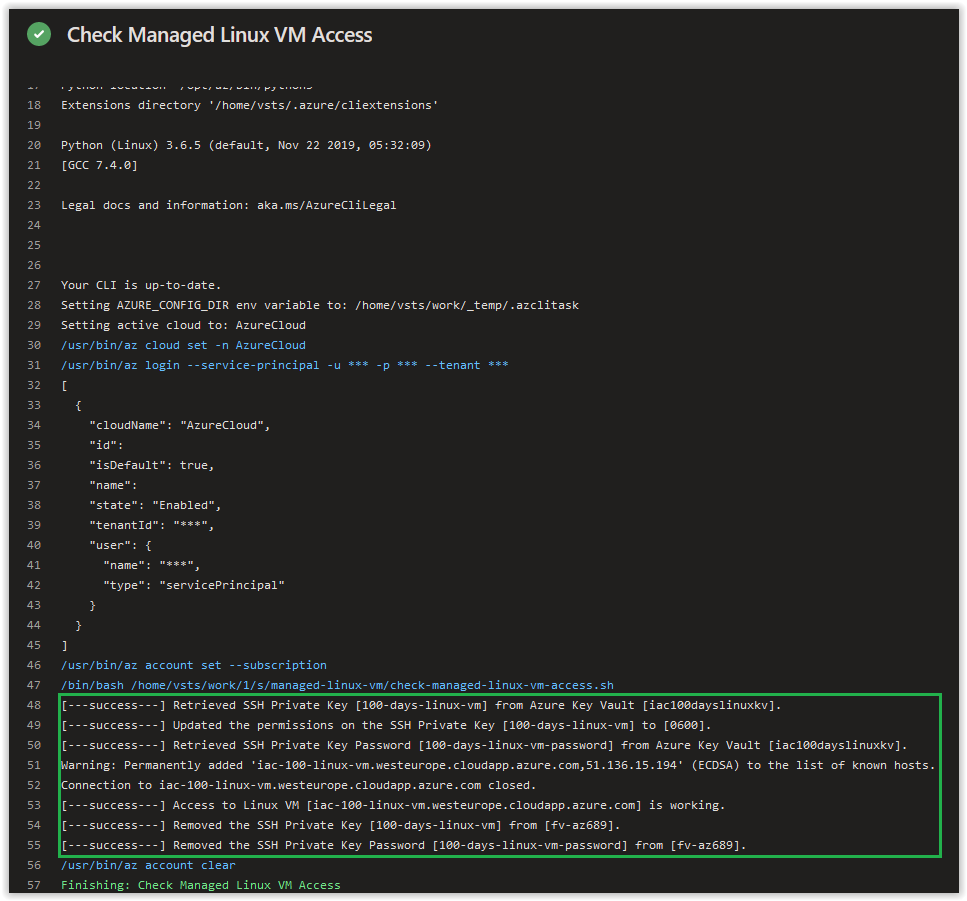 Check Managed Linux VM Access
18 Extensions directory '/home/vsts/.azure/cliextensions'
19
20 Python (Linux) 3.6.5 (default, Nov 22 2019, 05:32:09)
21 [GCC 7.4.0]
22
23 Legal docs and information: aka.ms/AzureCliLegal
24
25
26
27 Your CLI is up-to-date.
28 Setting AZURE_CONFIG_DIR env variable to: /home/vsts/work/_temp/.azclitask
29 Setting active cloud to: AzureCloud
30 /usr/bin/az cloud set -n AzureCloud
31 /usr/bin/az login --service-principal -u *** -p *** --tenant ***
32 [
33 {
34 "cloudName": "AzureCloud",
35 "id":
36 "isDefault": true,
37 "name":
38 "state": "Enabled",
39 "tenantId": "***",
40 "user": {
41 "name": "***",
42 "type": "servicePrincipal"
43 }
44 }
45 ]
46 /usr/bin/az account set --subscription
47 /bin/bash /home/vsts/work/1/s/managed-linux-vm/check-managed-linux-vm-access.sh
48 [---success---] Retrieved SSH Private Key [100-days-linux-vm] from Azure Key Vault [iac100dayslinuxkv].
49 [---success---] Updated the permissions on the SSH Private Key [100-days-linux-vm] to [0600].
50 [---success---] Retrieved SSH Private Key Password [100-days-linux-vm-password] from Azure Key Vault [iac100dayslinuxkv].
51 Warning: Permanently added 'iac-100-linux-vm.westeurope.cloudapp.azure.com,51.136.15.194' (ECDSA) to the list of known hosts.
52 Connection to iac-100-linux-vm.westeurope.cloudapp.azure.com closed.
53 [---success---] Access to Linux VM [iac-100-linux-vm.westeurope.cloudapp.azure.com] is working.
54 [---success---] Removed the SSH Private Key [100-days-linux-vm] from [fv-az689].
55 [---success---] Removed the SSH Private Key Password [100-days-linux-vm-password] from [fv-az689].
56 /usr/bin/az account clear
57 Finishing: Check Managed Linux VM Access